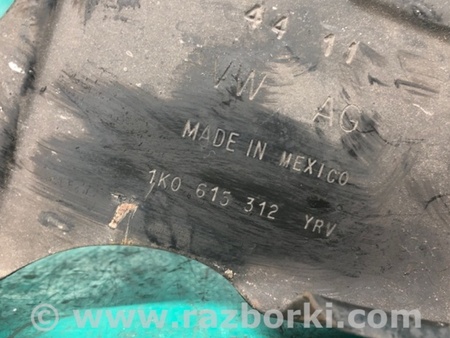 44 11
VW AG
MADE IN MEXICO
1K0 615 312 YRV
www.razborki.com